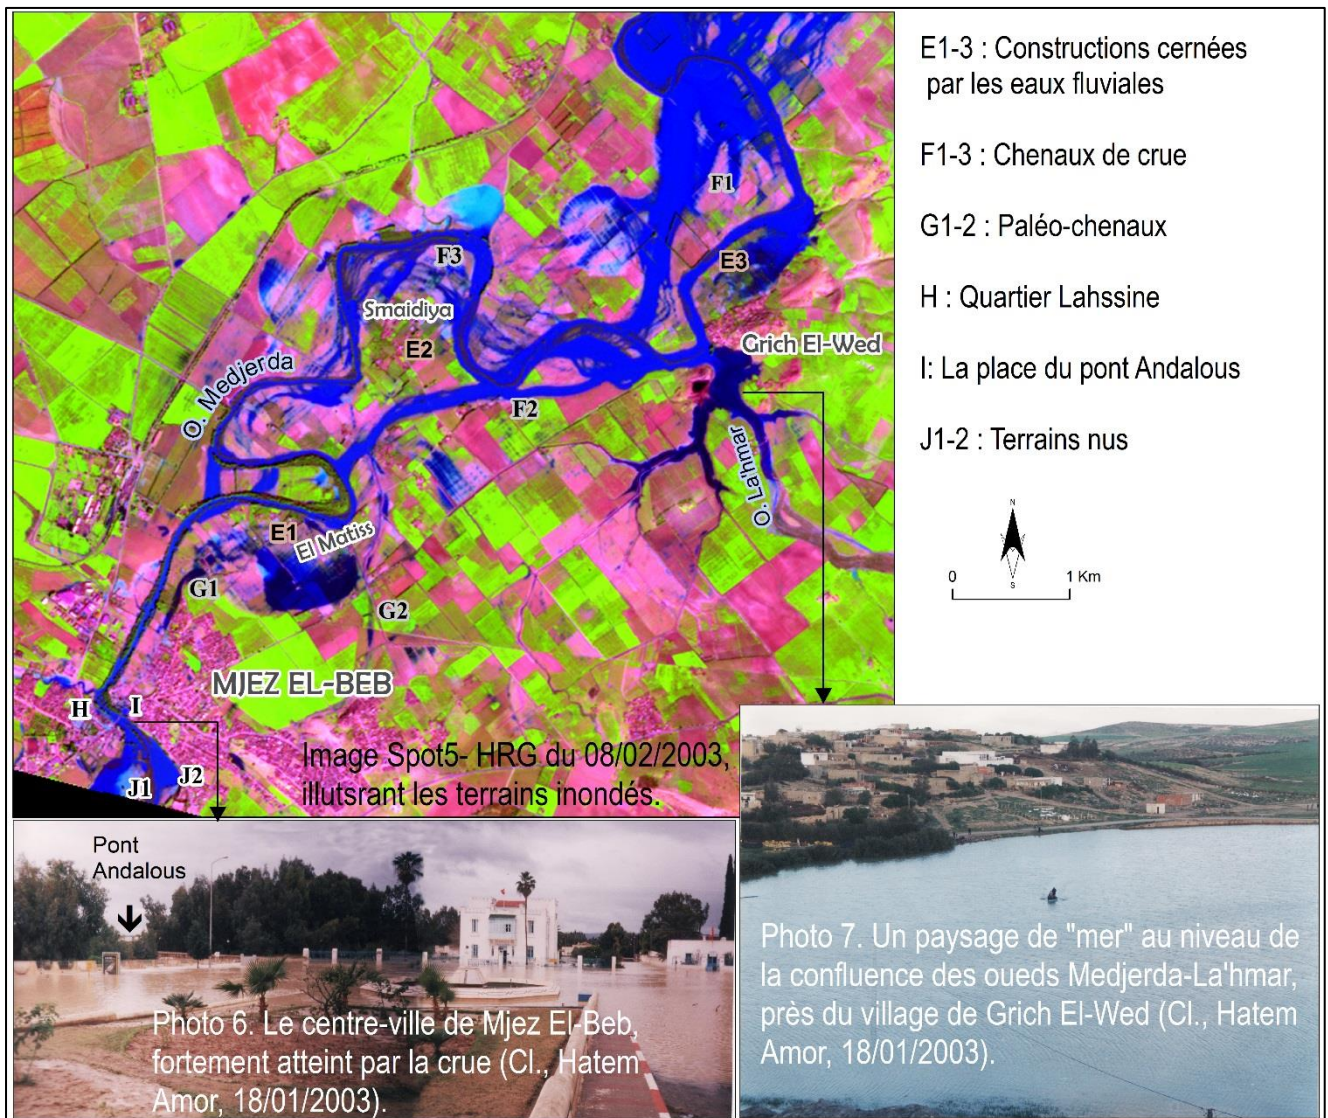 E1-3 : Constructions cernées
par les eaux fluviales
F1-3 : Chenaux de crue
G1-2 : Paléo-chenaux
H : Quartier Lahssine
I: La place du pont Andalous
J1-2 : Terrains nus
N
S
0 1 Km
F1
F3
E3
Smaidiya
E2
Grich El-Wed
O. Medjerda
F2
O. La'hmar
E1
El Matiss
G1
G2
MJEZ EL-BEB
H
I
J1
J2
Image Spot5- HRG du 08/02/2003,
illutsrant les terrains inondés.
Pont
Andalous
Photo 6. Le centre-ville de Mjez El-Beb,
fortement atteint par la crue (Cl., Hatem
Amor, 18/01/2003).
Photo 7. Un paysage de "mer" au niveau de
la confluence des oueds Medjerda-La'hmar,
près du village de Grich El-Wed (Cl., Hatem
Amor, 18/01/2003).